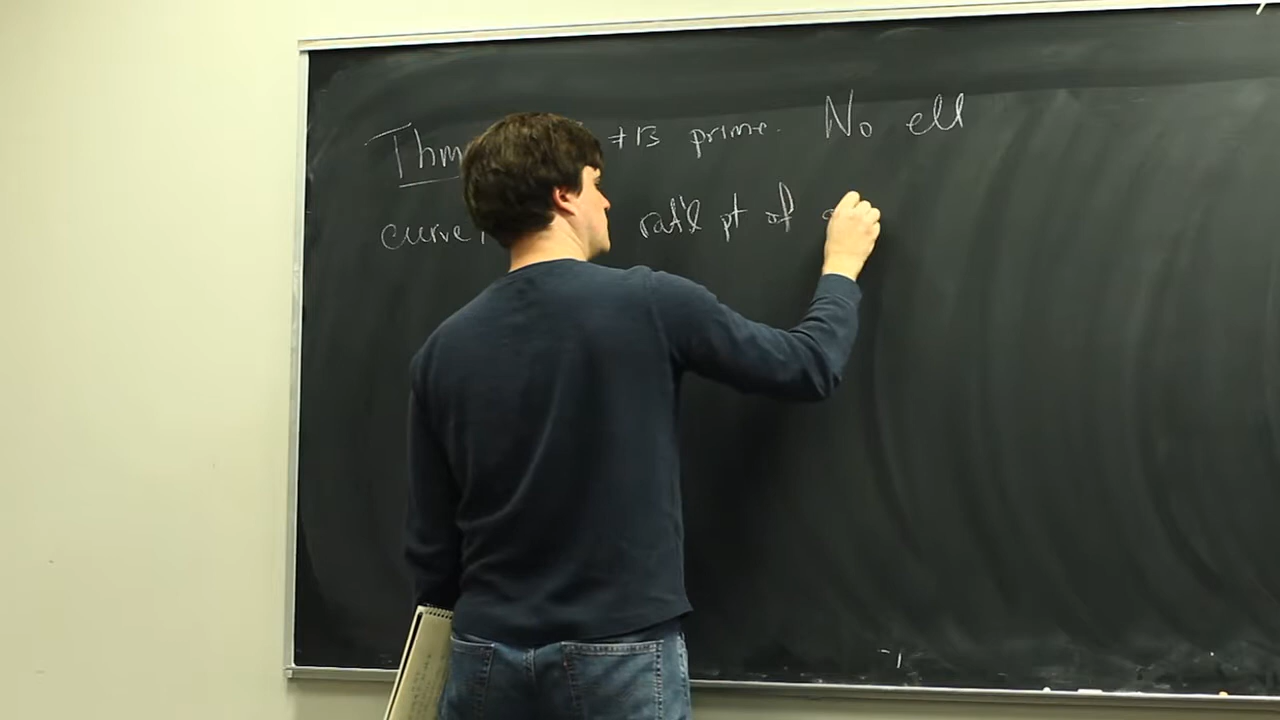 Thm ≠13 prime. No ell
curve rat'l pt of